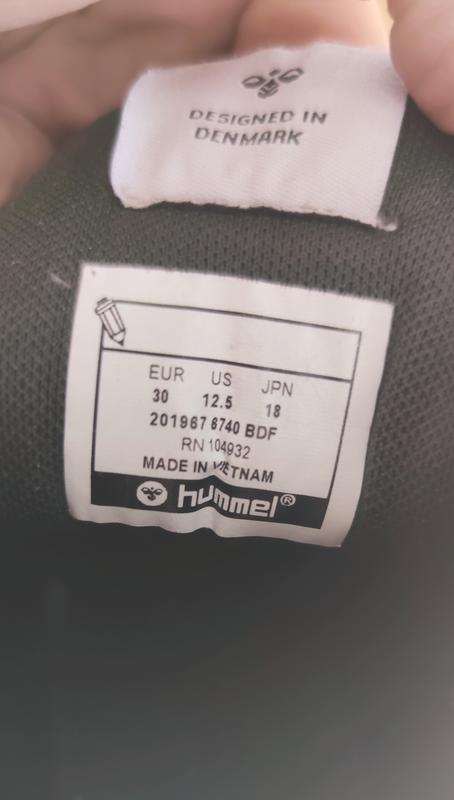 DESIGNED IN
DENMARK
EUR US JPN
30 12.5 18
201967 6740 BDF
RN 104932
MADE IN VIETNAM
hummel®